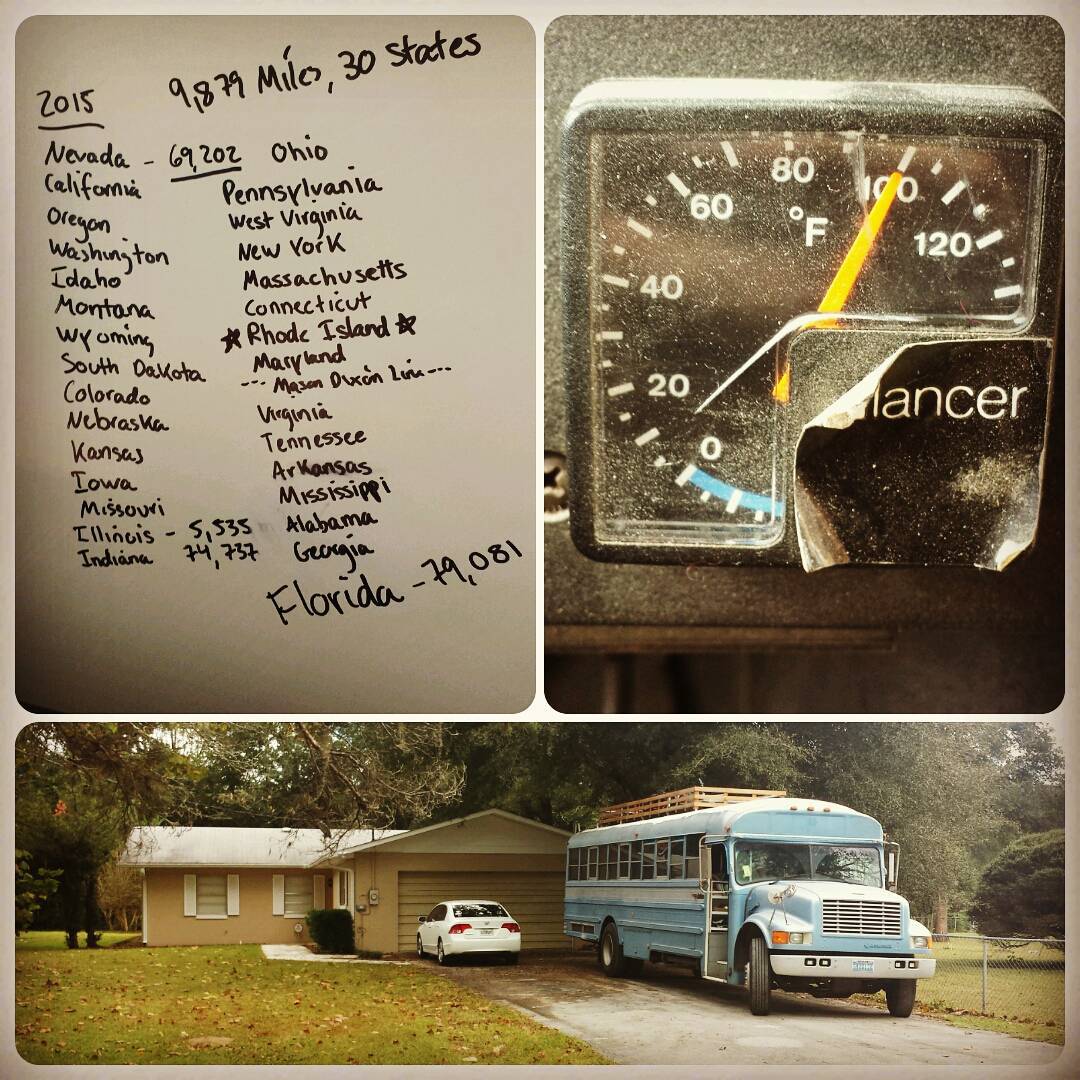 9,879 Miles, 30 States
2015
Nevada - 69,202
California
Oregon
Washington
Idaho
Montana
Wyoming
South Dakota
Colorado
Nebraska
Kansas
Iowa
Missouri
Illinois - 5,535
Indiana 74,737
Ohio
Pennsylvania
West Virginia
New York
Massachusetts
Connecticut
☆ Rhode Island ☆
Maryland
--- Mason Dixon Line ---
Virginia
Tennessee
Arkansas
Mississippi
Alabama
Georgia
Florida - 79,081
80
100
60
°F
120
40
20
0
lancer